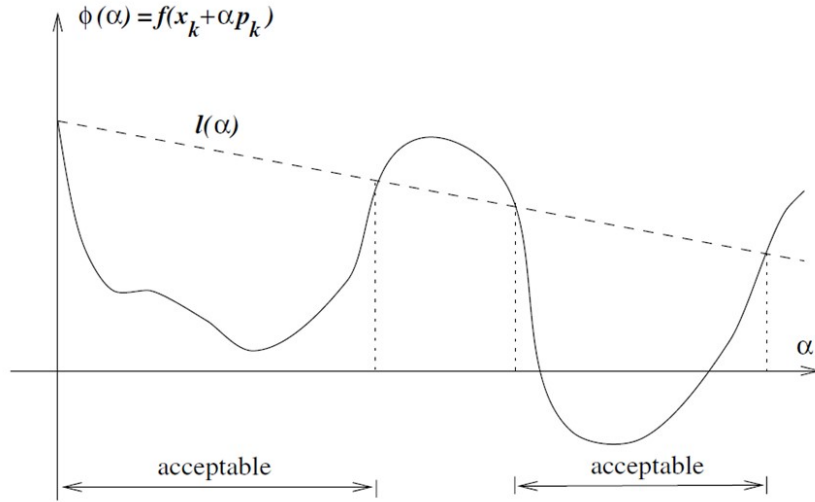 ϕ(α) = f(x_k + αp_k)
l(α)
α
acceptable
acceptable